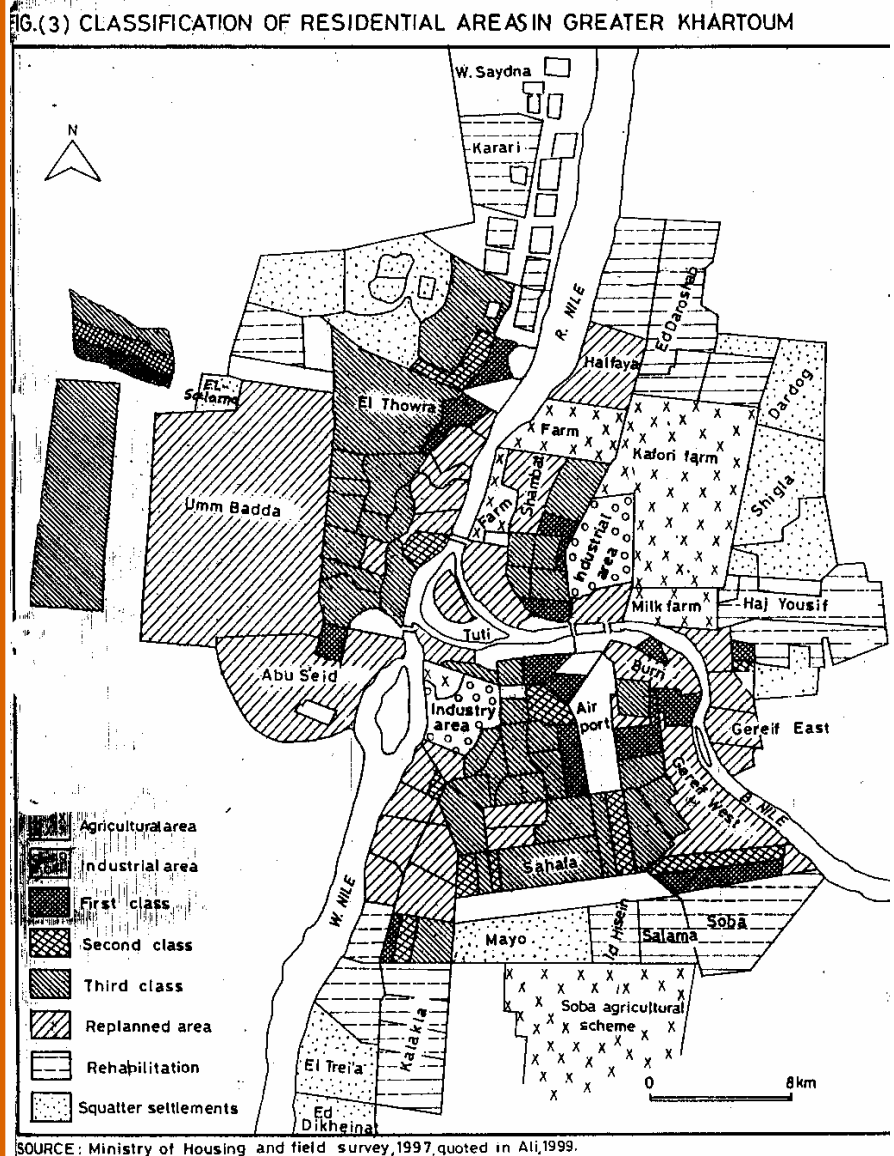 FIG.(3) CLASSIFICATION OF RESIDENTIAL AREAS IN GREATER KHARTOUM
W. Saydna
N
Karari
R. NILE
Ed Daroshab
Halfaya
EL-
Salama
El Thowra
Dardog
Farm
Kafori farm
Shambat
Umm Badda
Farm
Shigla
Industrial
area
Milk farm
Haj Yousif
Tuti
Abu Seid
Burri
Industry
area
Air
port
Gereif East
Gereif West
B. NILE
Agricultural area
Industrial area
Sahafa
First class
W. NILE
Second class
Mayo
Id Hisein
Salama
Soba
Third class
Soba agricultural
scheme
Replanned area
Kalakla
Rehabilitation
El Trei'a
0 8km
Squatter settlements
Ed
Dikheinat
SOURCE: Ministry of Housing and field survey,1997,quoted in Ali,1999.